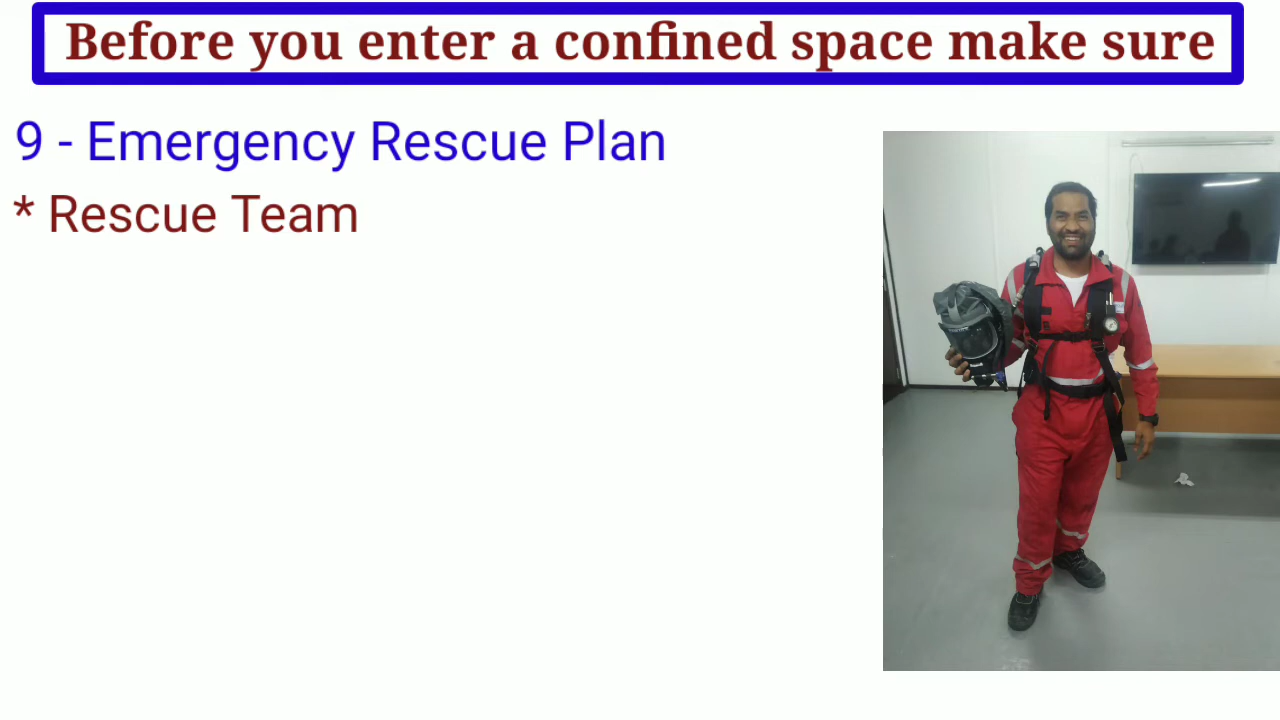 Before you enter a confined space make sure
9 - Emergency Rescue Plan
* Rescue Team